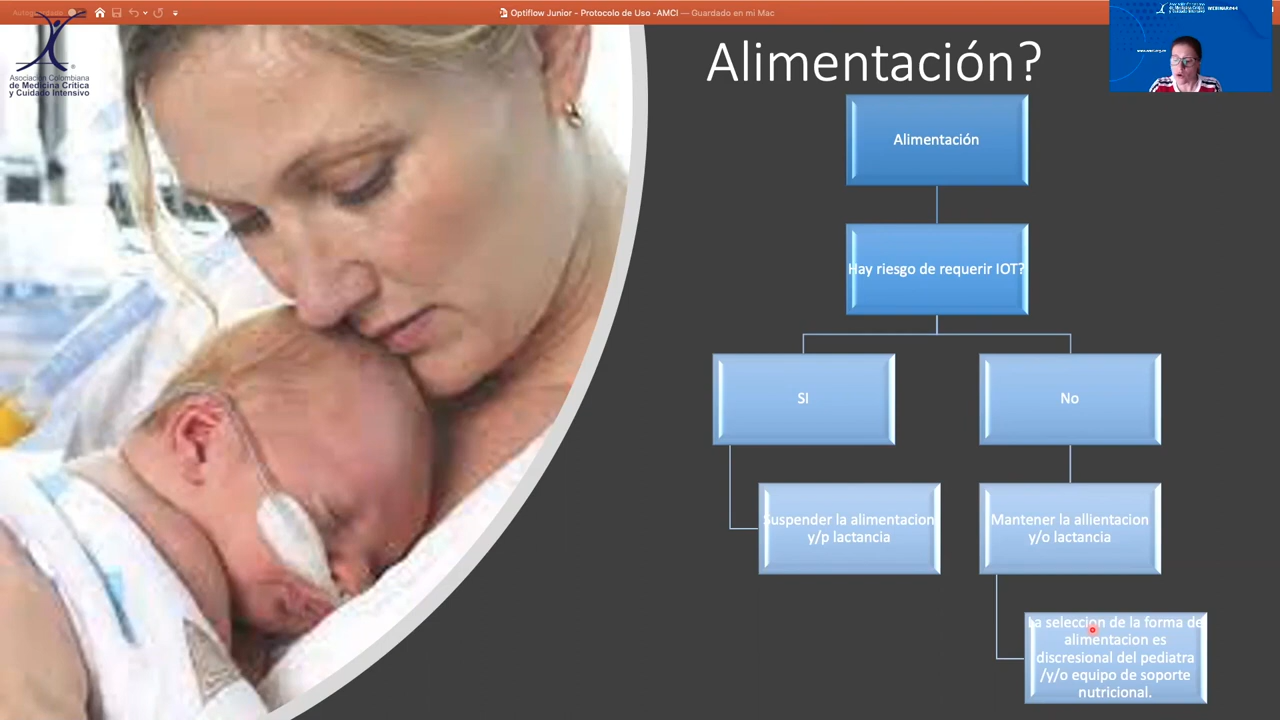 Optiflow Junior - Protocolo de Uso -AMCI — Guardado en mi Mac
Asociación Colombiana
de Medicina Crítica
y Cuidado Intensivo
Alimentación?
Alimentación
Hay riesgo de requerir IOT?
SI
No
Suspender la alimentacion
y/p lactancia
Mantener la allientacion
y/o lactancia
La seleccion de la forma de
alimentacion es
discresional del pediatra
/y/o equipo de soporte
nutricional.